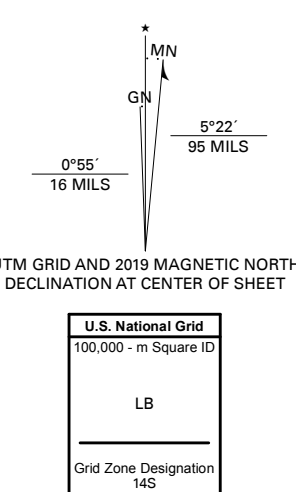 ★
MN
GN
5°22´
95 MILS
0°55´
16 MILS
UTM GRID AND 2019 MAGNETIC NORTH
DECLINATION AT CENTER OF SHEET
U.S. National Grid
100,000 - m Square ID
LB
Grid Zone Designation
14S